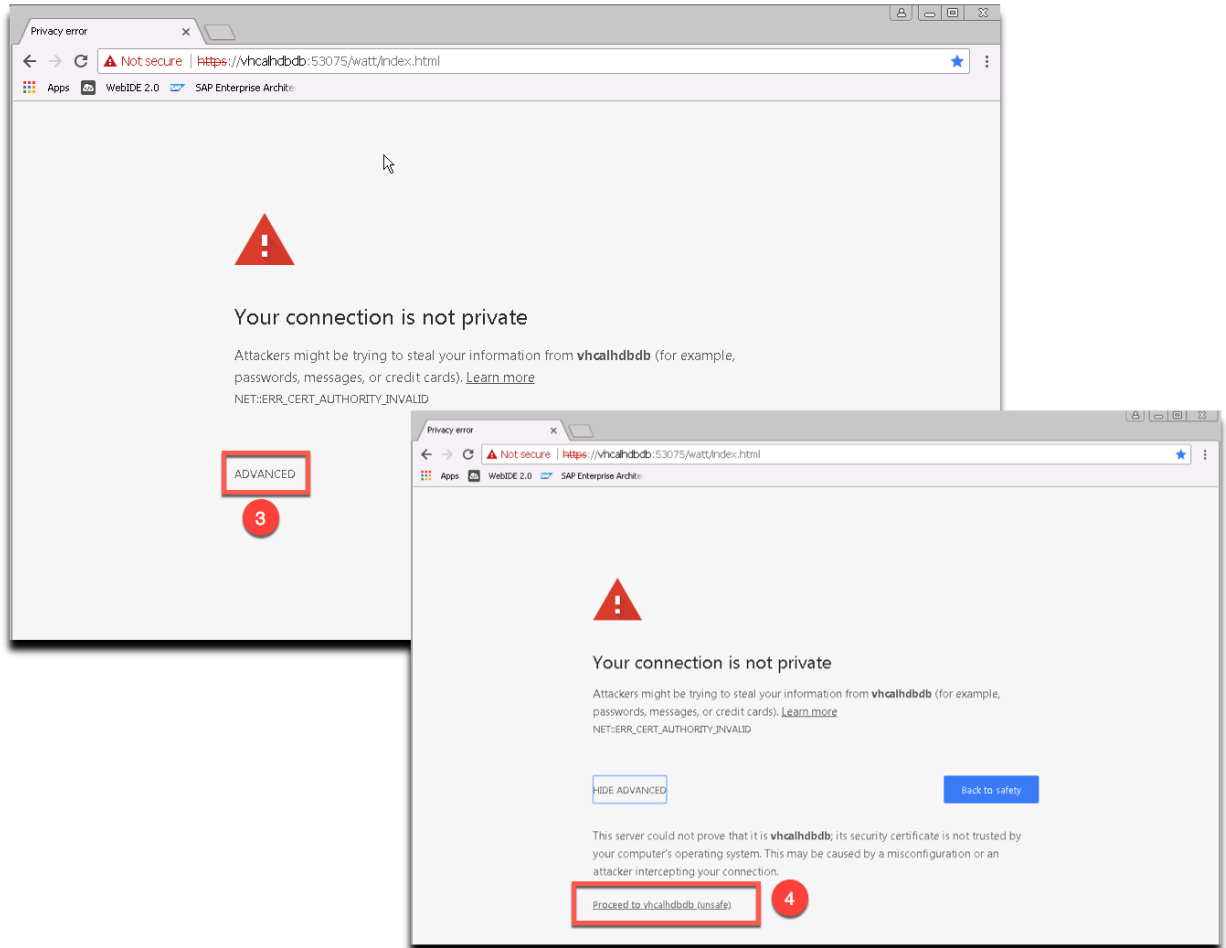 Privacy error
Not secure | https://vhcalhdbdb:53075/watt/index.html
Apps WebIDE 2.0 SAP Enterprise Archite
Your connection is not private
Attackers might be trying to steal your information from vhcalhdbdb (for example,
passwords, messages, or credit cards). Learn more
NET::ERR_CERT_AUTHORITY_INVALID
ADVANCED
3
Privacy error
Not secure | https://vhcalhdbdb:53075/watt/index.html
Apps WebIDE 2.0 SAP Enterprise Archite
Your connection is not private
Attackers might be trying to steal your information from vhcalhdbdb (for example,
passwords, messages, or credit cards). Learn more
NET::ERR_CERT_AUTHORITY_INVALID
HIDE ADVANCED Back to safety
This server could not prove that it is vhcalhdbdb; its security certificate is not trusted by
your computer's operating system. This may be caused by a misconfiguration or an
attacker intercepting your connection.
Proceed to vhcalhdbdb (unsafe)
4